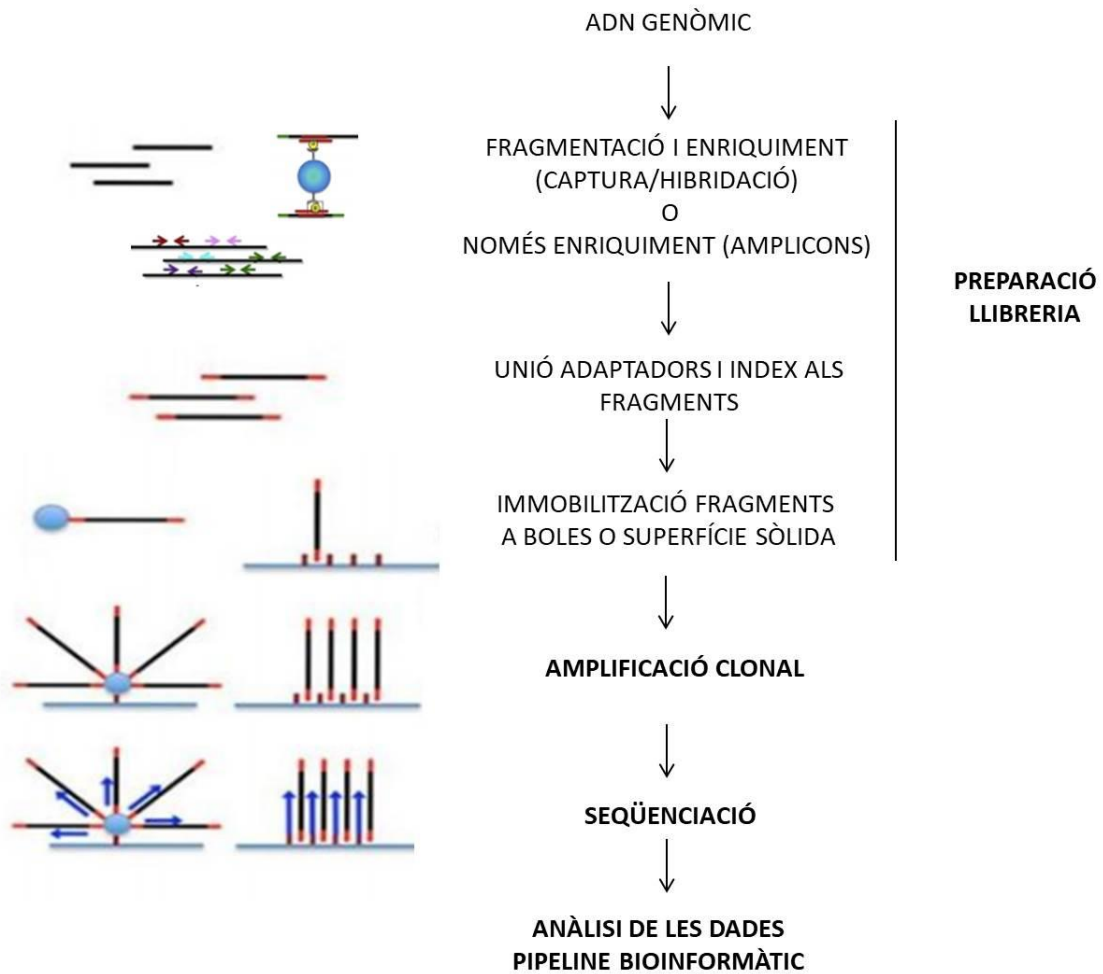 ADN GENÒMIC
FRAGMENTACIÓ I ENRIQUIMENT
(CAPTURA/HIBRIDACIÓ)
O
NOMÉS ENRIQUIMENT (AMPLICONS)
PREPARACIÓ
LLIBRERIA
UNIÓ ADAPTADORS I INDEX ALS
FRAGMENTS
IMMOBILITZACIÓ FRAGMENTS
A BOLES O SUPERFÍCIE SÒLIDA
AMPLIFICACIÓ CLONAL
SEQÜENCIACIÓ
ANÀLISI DE LES DADES
PIPELINE BIOINFORMÀTIC